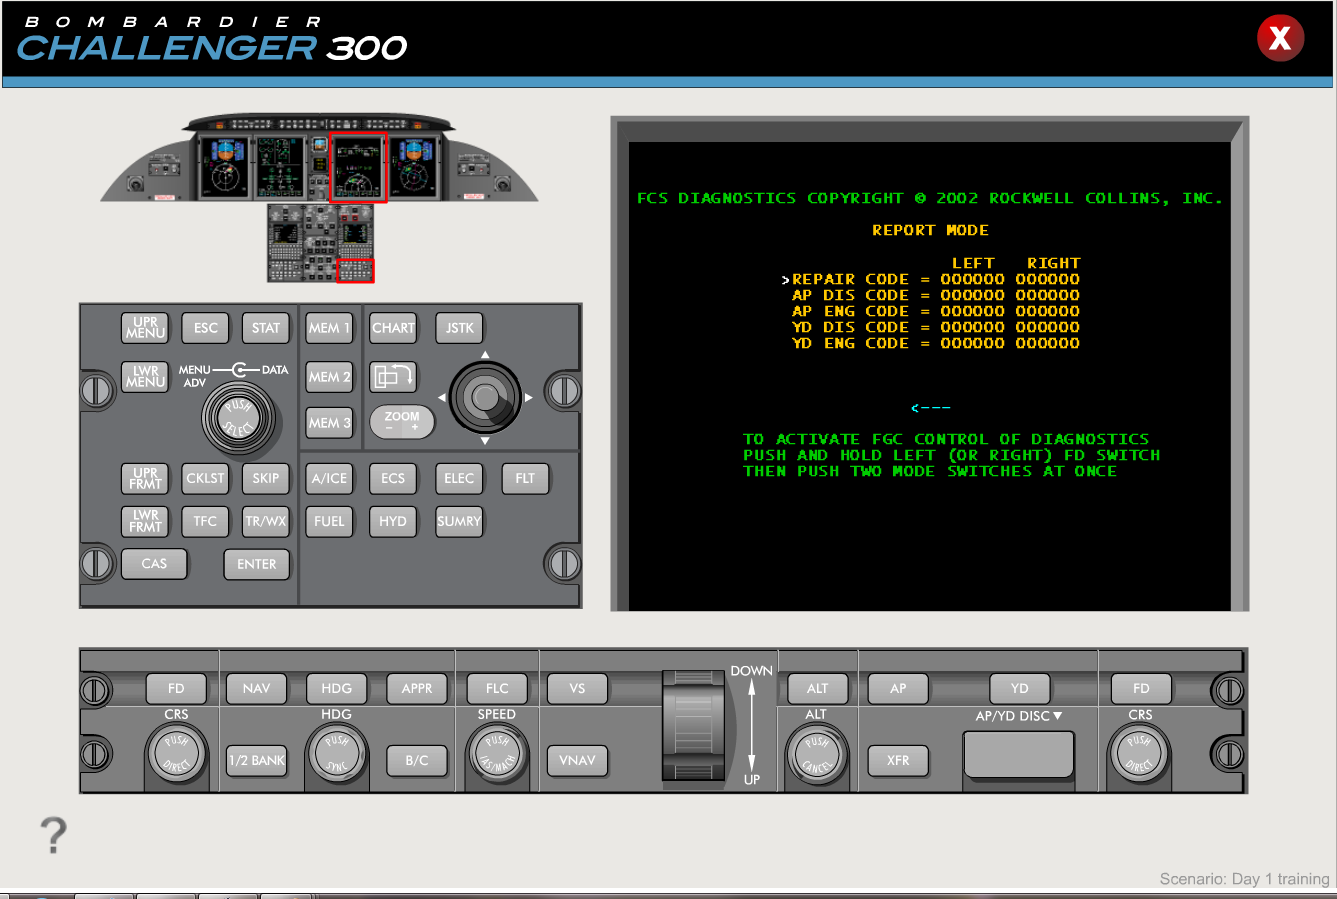 BOMBARDIER
CHALLENGER 300
X
FCS DIAGNOSTICS COPYRIGHT © 2002 ROCKWELL COLLINS, INC.
REPORT MODE
LEFT RIGHT
>REPAIR CODE = 000000 000000
AP DIS CODE = 000000 000000
AP ENG CODE = 000000 000000
YD DIS CODE = 000000 000000
YD ENG CODE = 000000 000000
<---
TO ACTIVATE FGC CONTROL OF DIAGNOSTICS
PUSH AND HOLD LEFT (OR RIGHT) FD SWITCH
THEN PUSH TWO MODE SWITCHES AT ONCE
UPR MENU ESC STAT MEM 1 CHART JSTK
LWR MENU MENU ADV DATA MEM 2
PUSH SELECT MEM 3 ZOOM - +
UPR FRMT CKLST SKIP A/ICE ECS ELEC FLT
LWR FRMT TFC TR/WX FUEL HYD SUMRY
CAS ENTER
DOWN
FD NAV HDG APPR FLC VS ALT AP YD FD
CRS HDG SPEED ALT AP/YD DISC▼ CRS
PUSH DIRECT 1/2 BANK PUSH SYNC B/C PUSH IAS/MACH VNAV PUSH CANCEL XFR PUSH DIRECT
UP
?
Scenario: Day 1 training